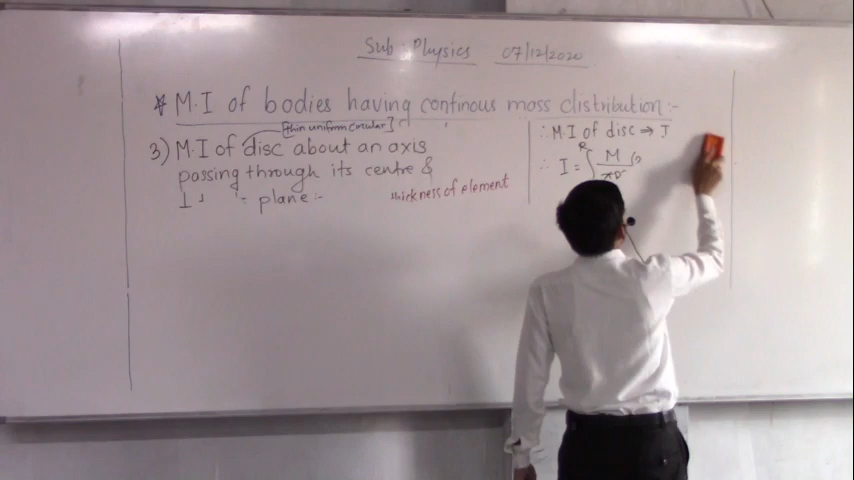 Sub : Physics 07/12/2020
* M.I of bodies having continous mass distribution :-
[thin uniform circular]
3) M.I of disc about an axis
passing through its centre &
plane :-
thickness of element
∴ M.I of disc ⇒ I
∴ I = ∫ M
R